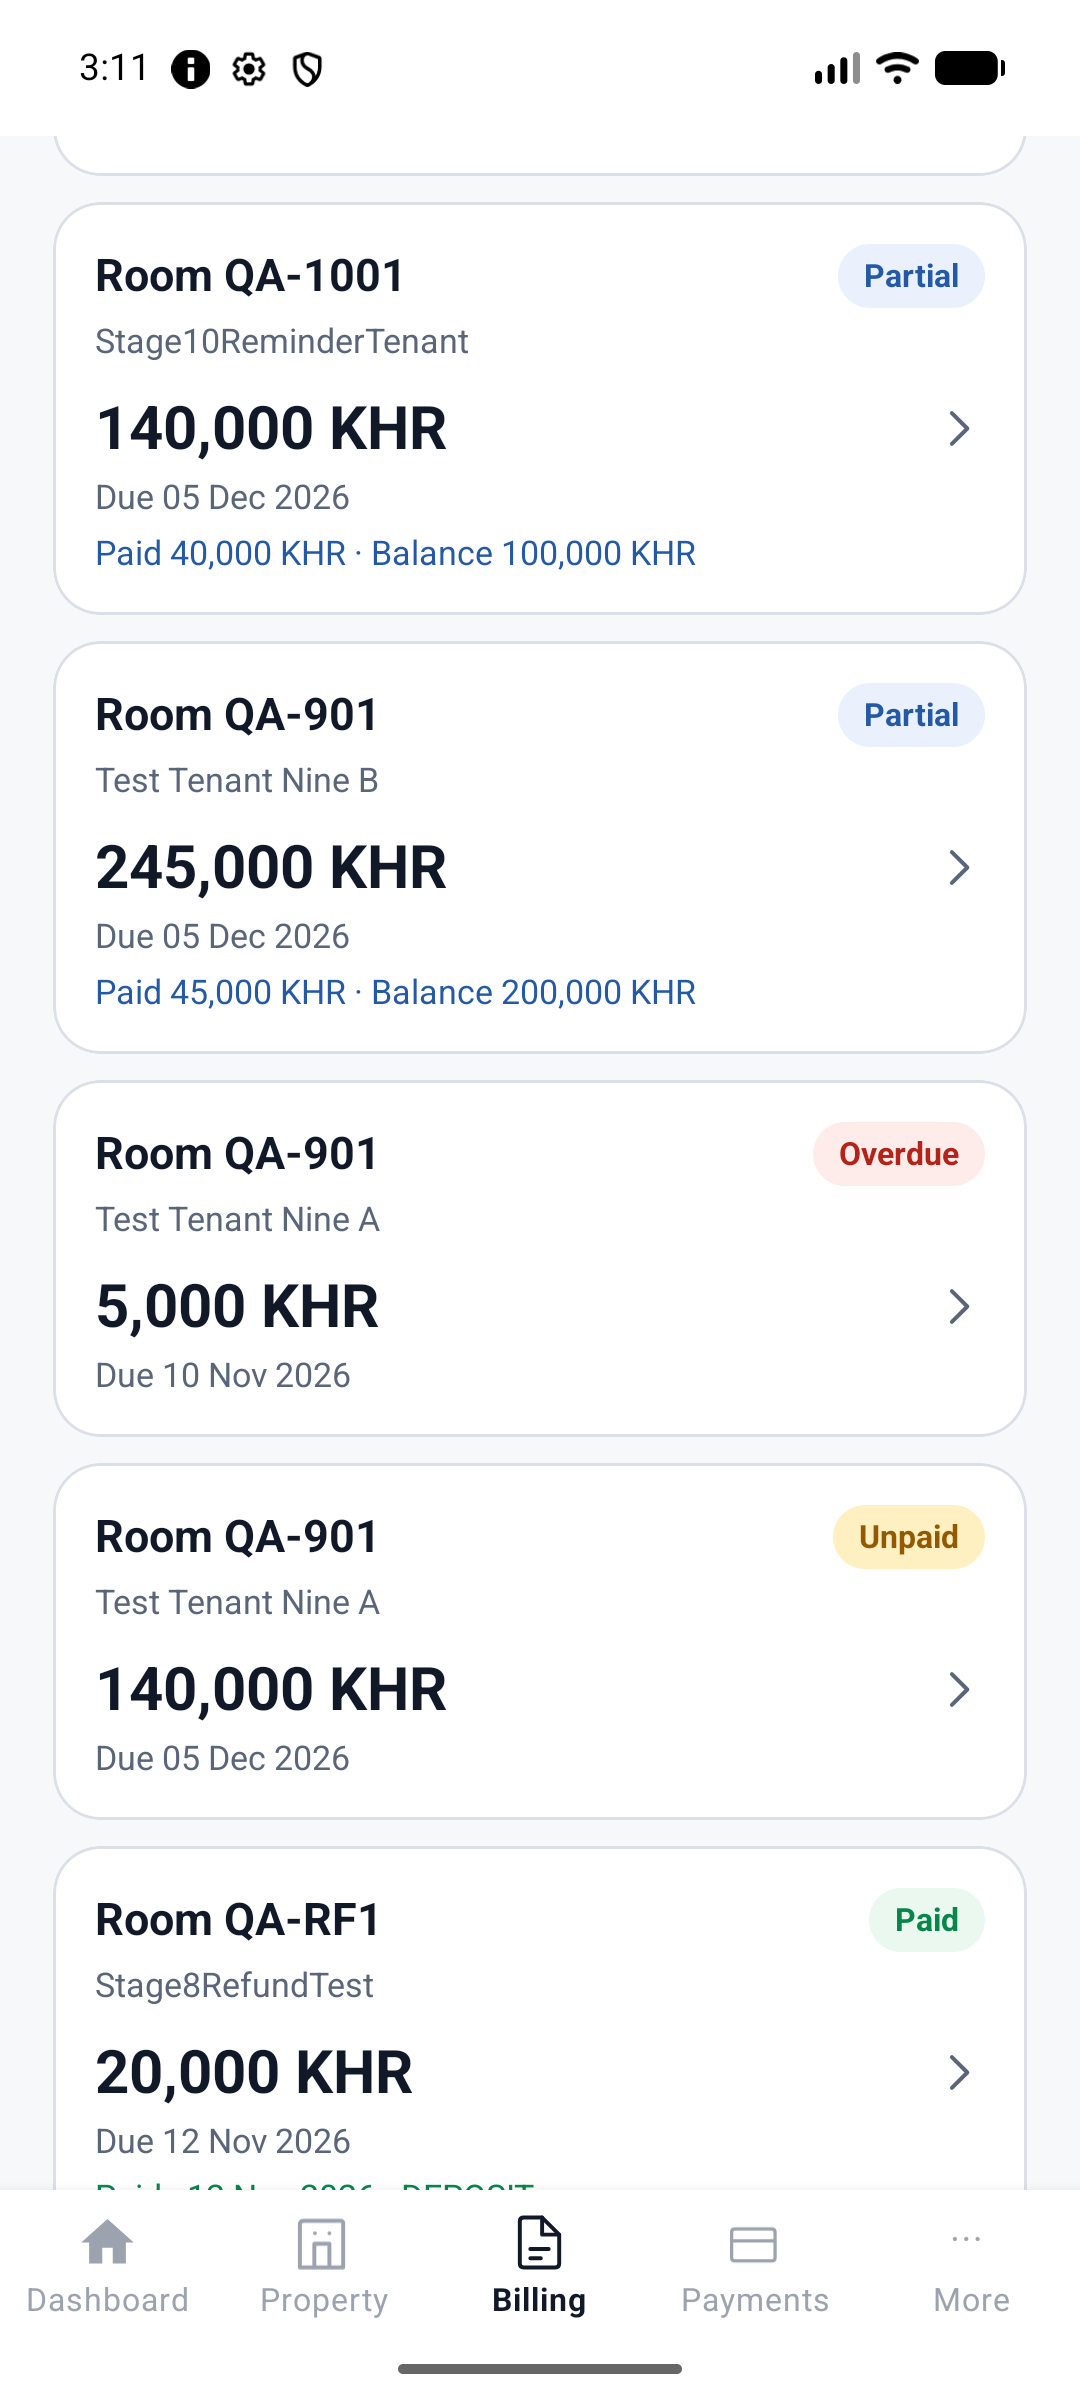 3:11
Room QA-1001
Partial
Stage10ReminderTenant
140,000 KHR
Due 05 Dec 2026
Paid 40,000 KHR · Balance 100,000 KHR
Room QA-901
Partial
Test Tenant Nine B
245,000 KHR
Due 05 Dec 2026
Paid 45,000 KHR · Balance 200,000 KHR
Room QA-901
Overdue
Test Tenant Nine A
5,000 KHR
Due 10 Nov 2026
Room QA-901
Unpaid
Test Tenant Nine A
140,000 KHR
Due 05 Dec 2026
Room QA-RF1
Paid
Stage8RefundTest
20,000 KHR
Due 12 Nov 2026
Dashboard
Property
Billing
Payments
More